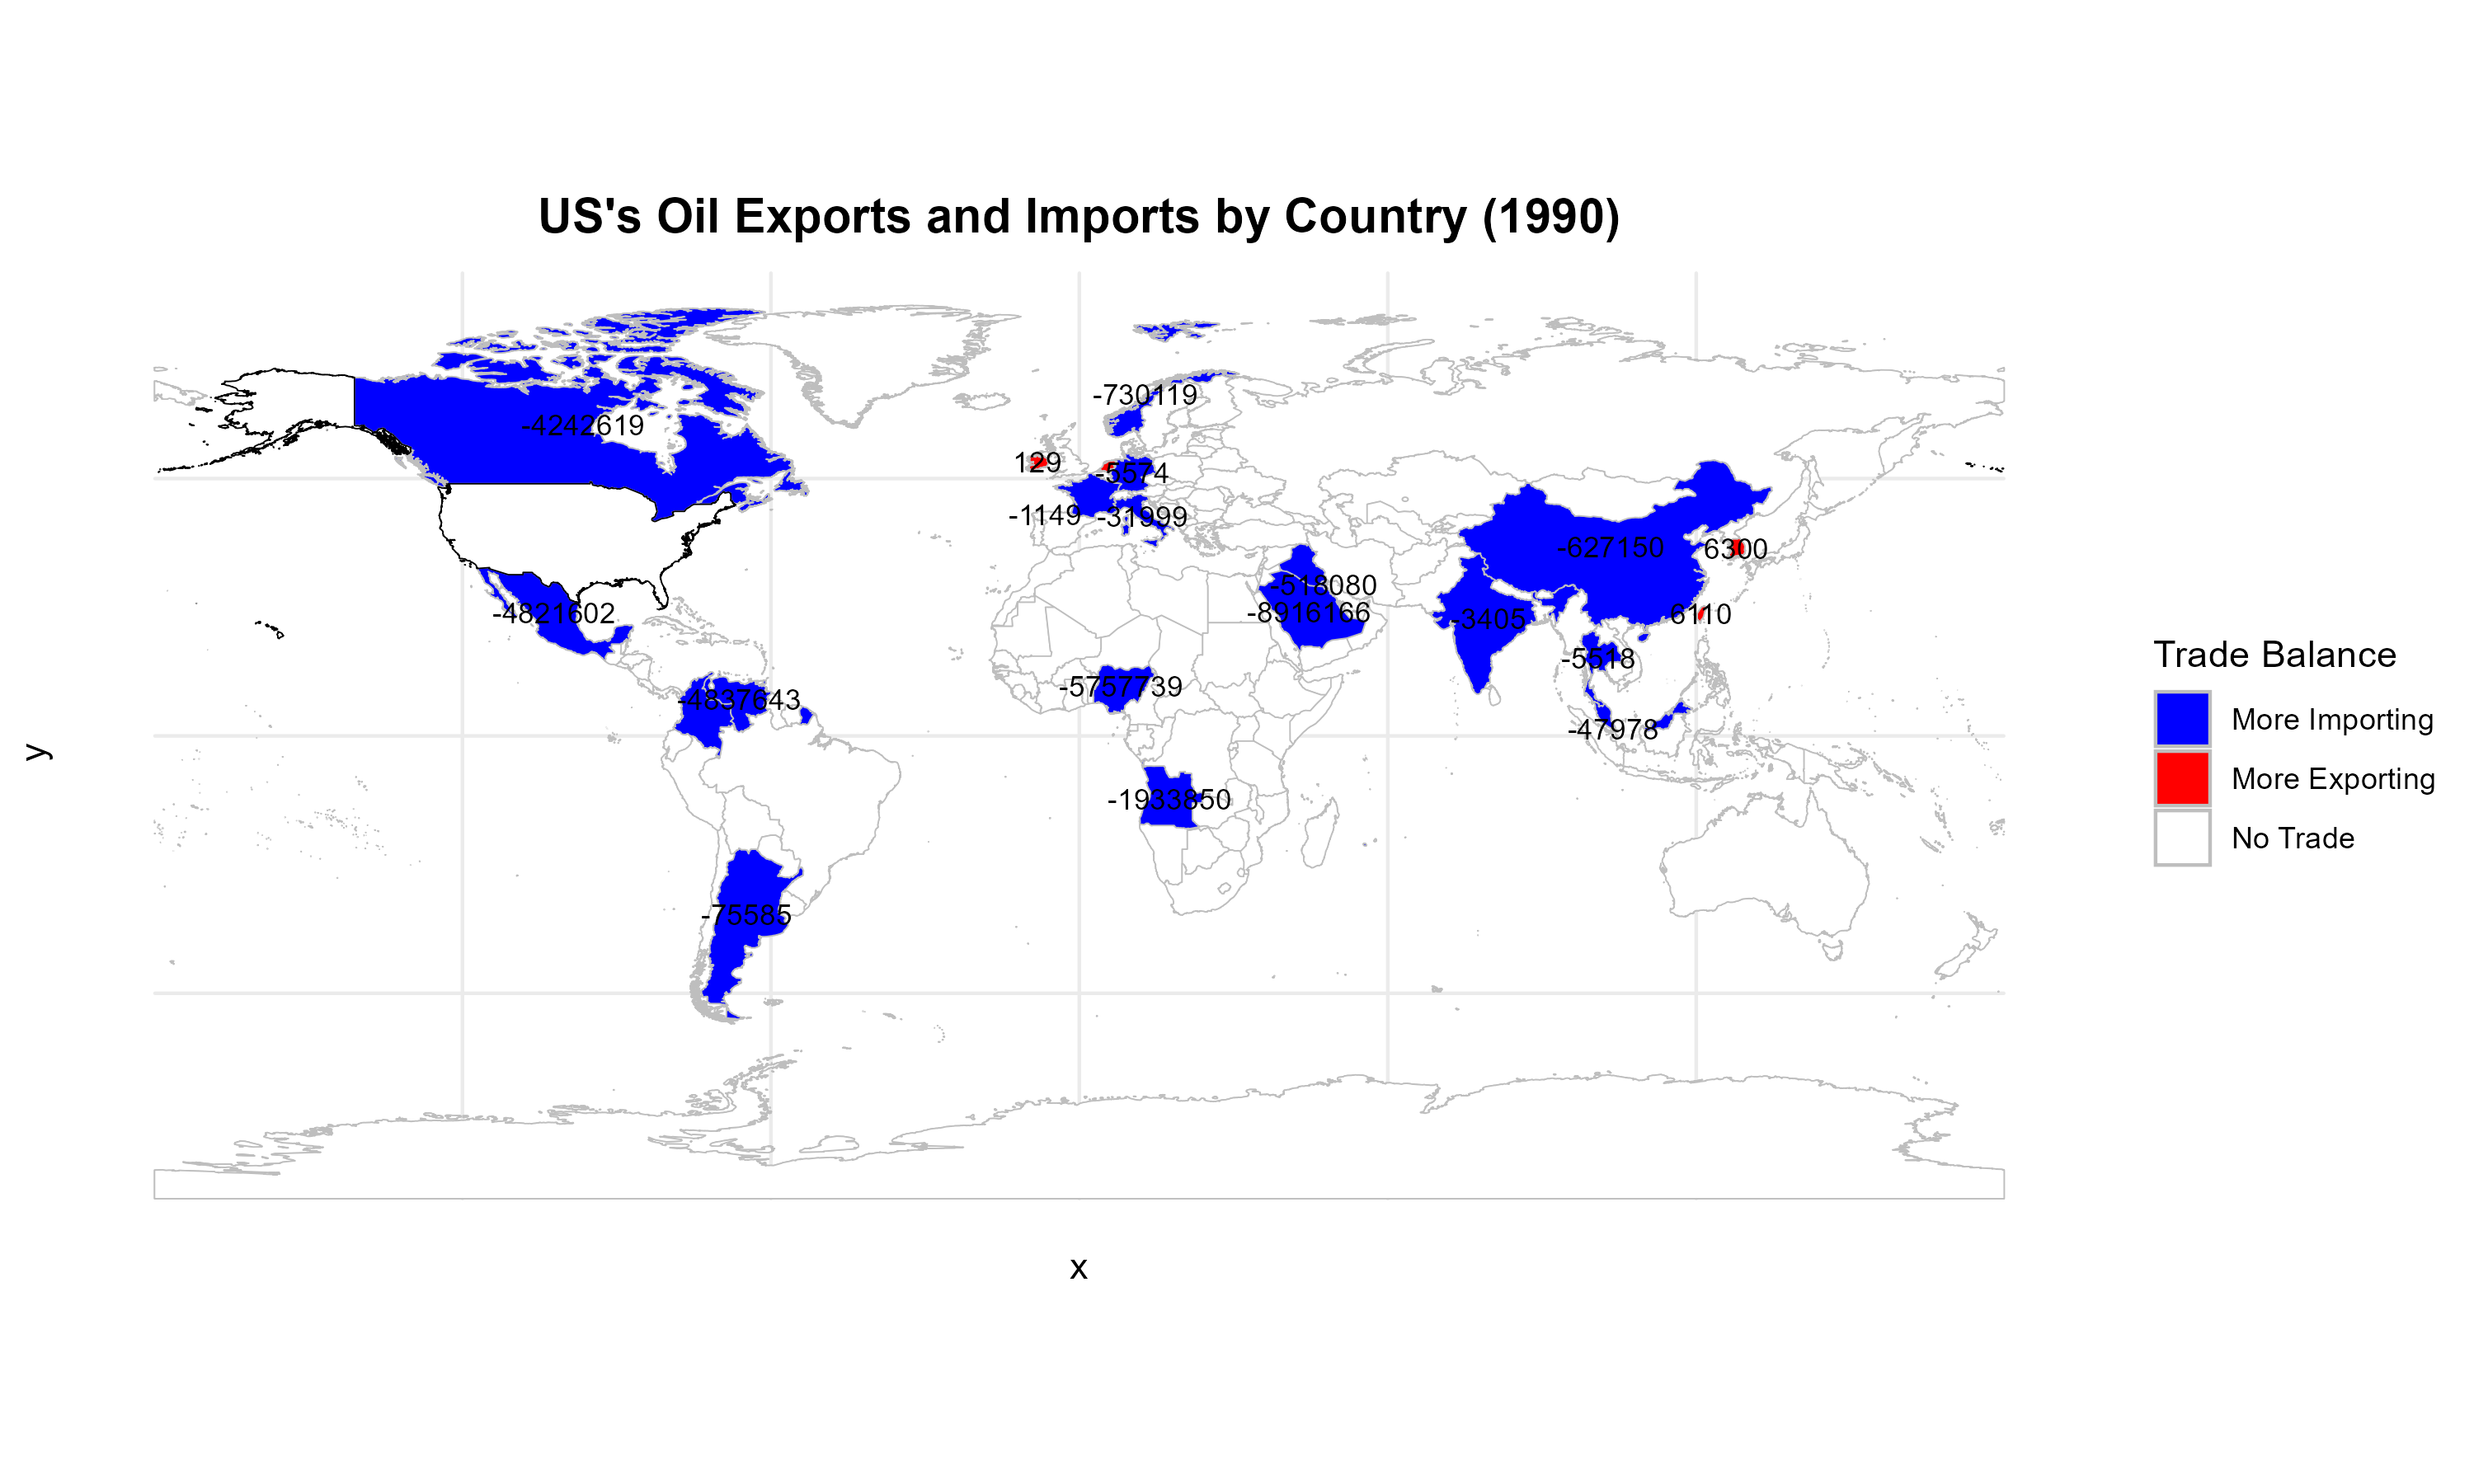 US's Oil Exports and Imports by Country (1990)
-730119
-4242619
129
-5574
-1149
-31999
-627150
6300
-518080
-4821602
-8916166
-3405
6110
-5518
-5757739
-4837643
-47978
-1933850
-75585
Trade Balance
More Importing
More Exporting
No Trade
y
x